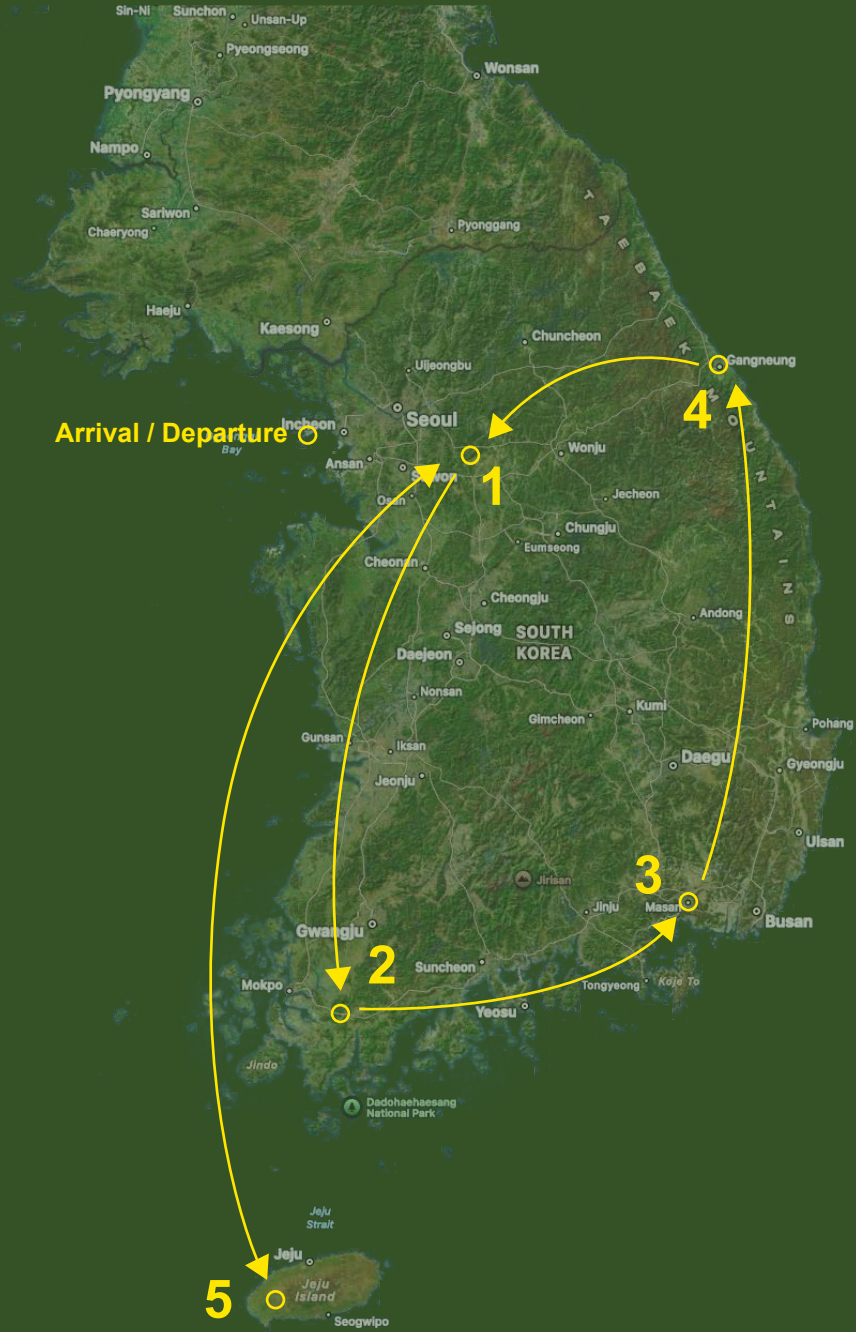 Sin-Ni
Sunchon
Unsan-Up
Pyeongseong
Wonsan
Pyongyang
Nampo
Sariwon
Chaeryong
Pyonggang
T A E B A E K M O U N T A I N S
Haeju
Kaesong
Chuncheon
Uijeongbu
Gangneung
4
Seoul
Incheon
Arrival / Departure
Bay
Ansan
Suwon
1
Wonju
Osan
Jecheon
Chungju
Eumseong
Cheonan
Cheongju
Andong
Sejong
SOUTH
KOREA
Daejeon
Nonsan
Gimcheon
Kumi
Pohang
Gunsan
Iksan
Daegu
Gyeongju
Jeonju
Ulsan
3
Jirisan
Masan
Jinju
Busan
Gwangju
2
Suncheon
Mokpo
Tongyeong
Koje To
Yeosu
Jindo
Dadohaehaesang
National Park
Jeju
Strait
Jeju
5
Jeju
Island
Seogwipo